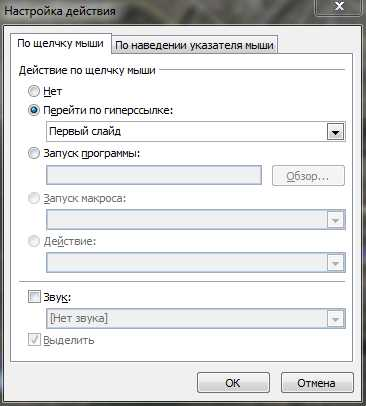 Настройка действия
По щелчку мыши
По наведении указателя мыши
Действие по щелчку мыши
Нет
Перейти по гиперссылке:
Первый слайд
Запуск программы:
Обзор...
Запуск макроса:
Действие:
Звук:
[Нет звука]
Выделить
ОК
Отмена